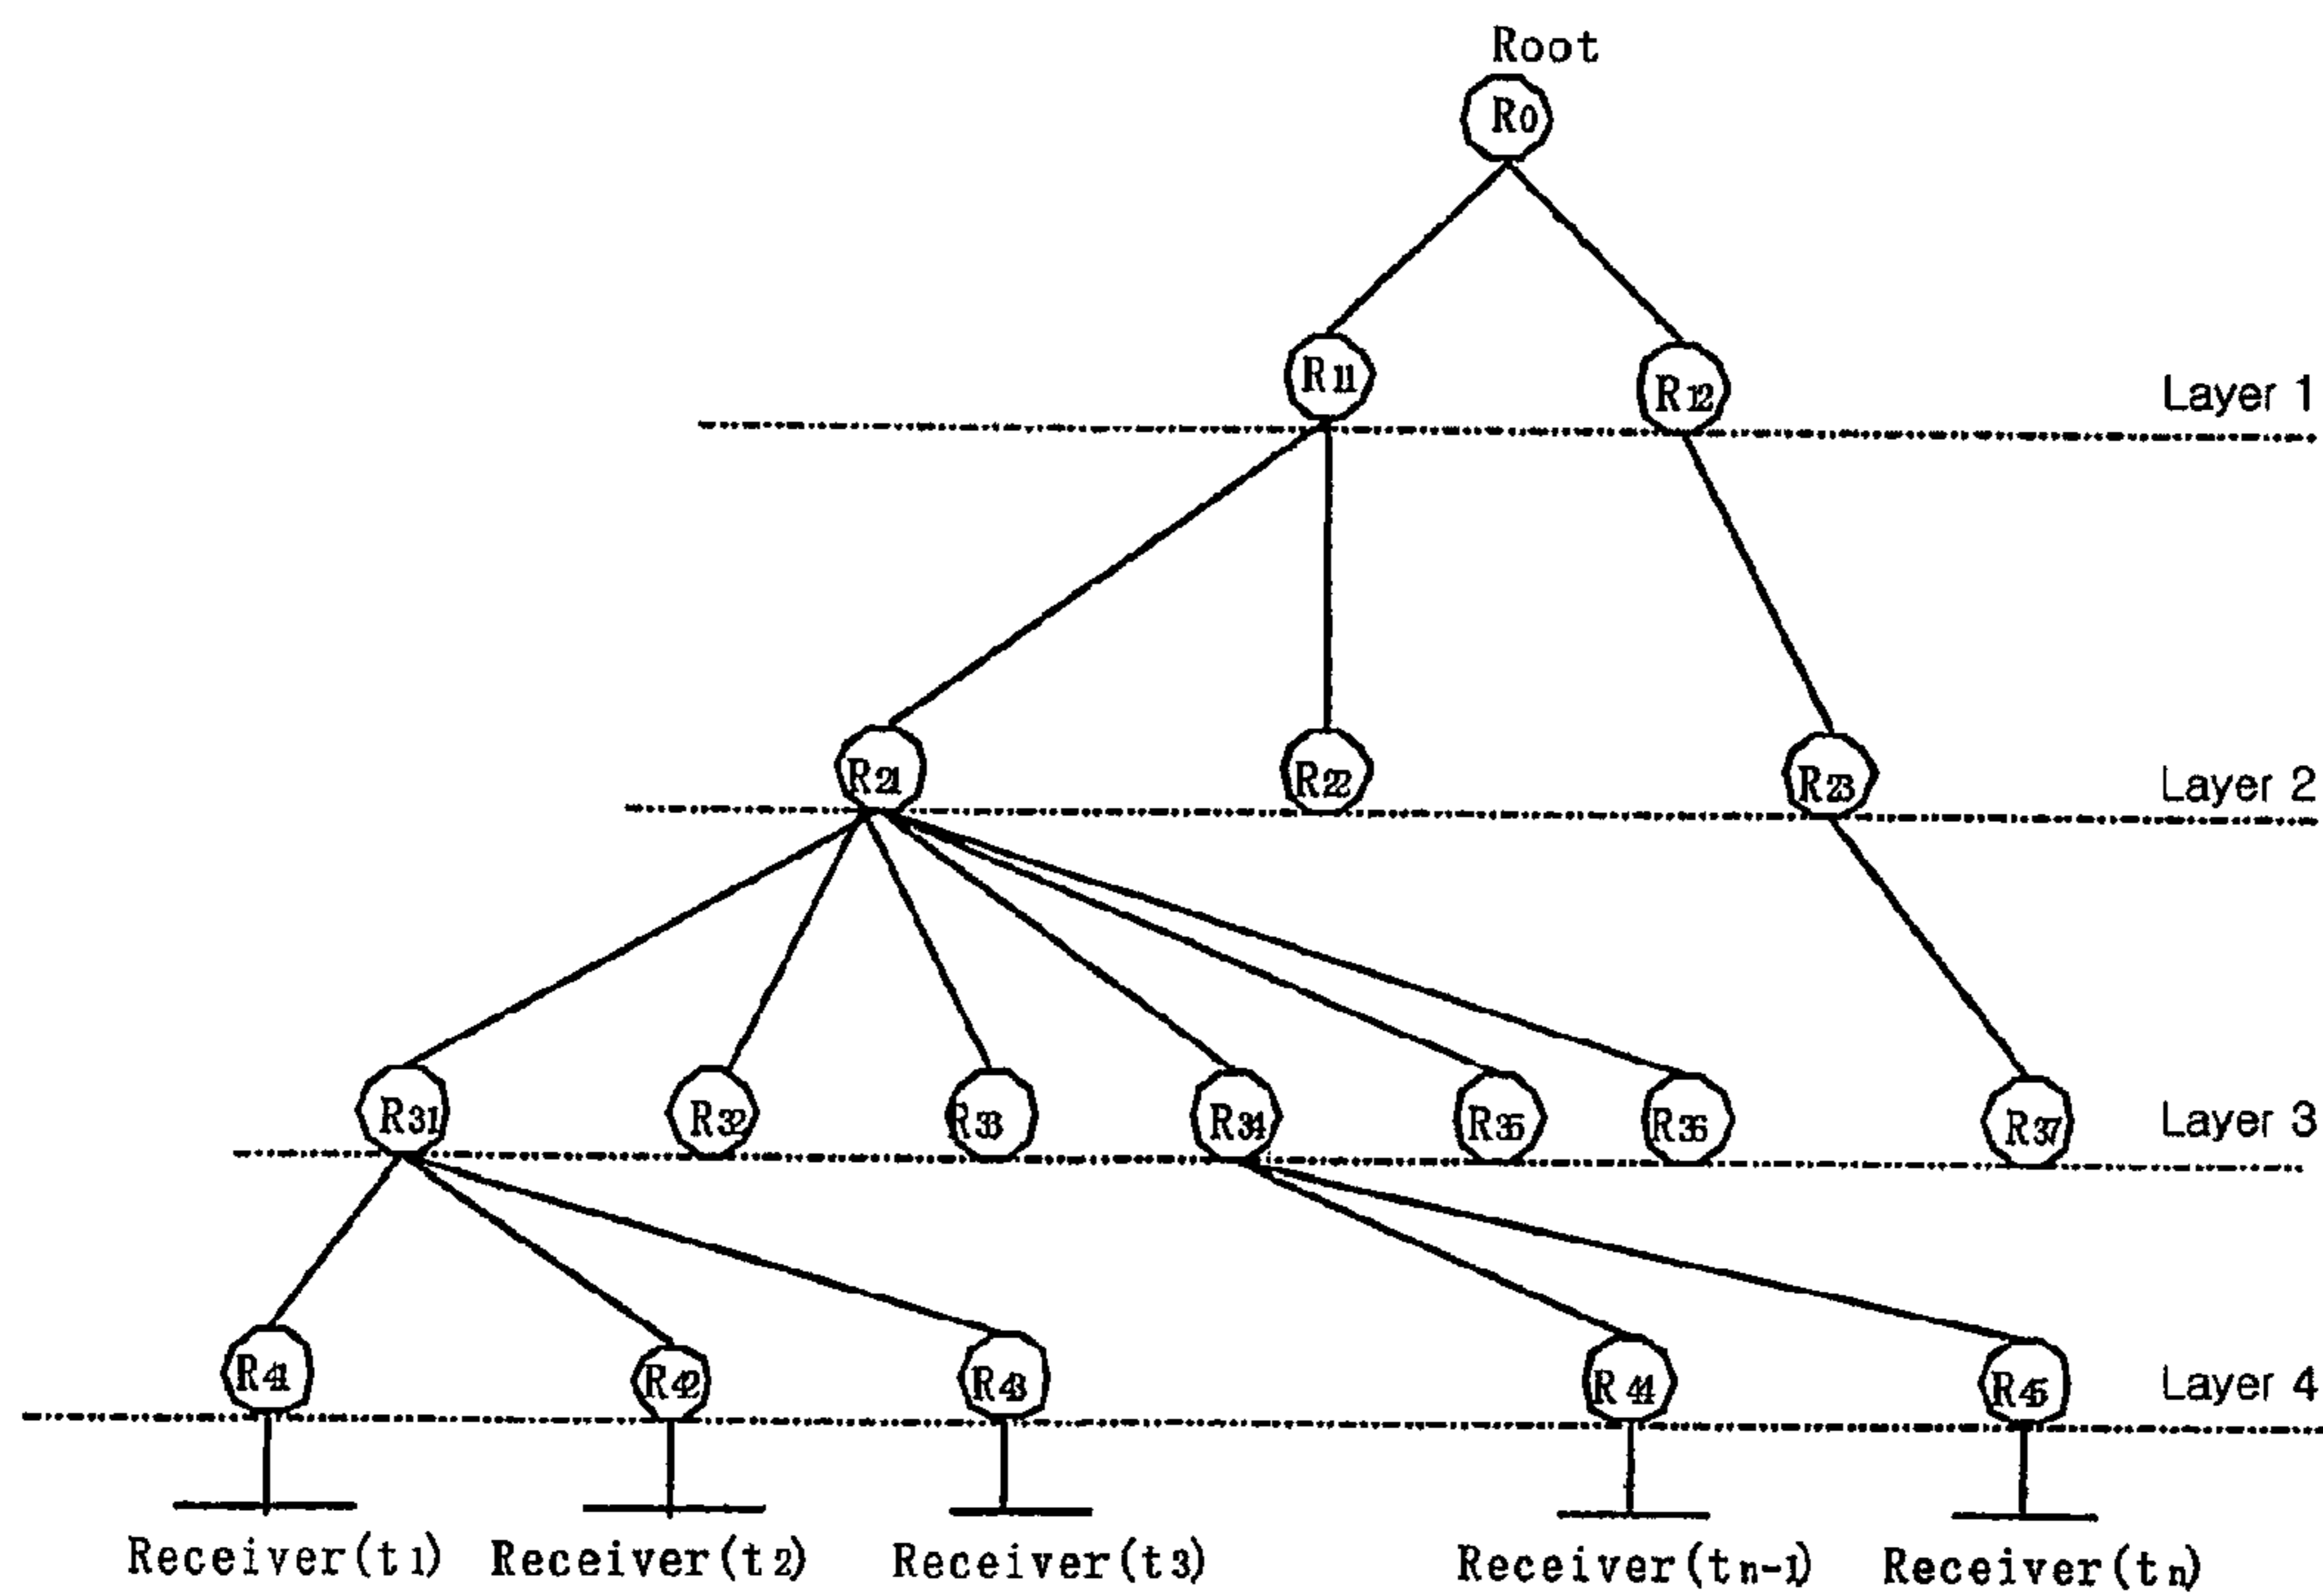 Root
R0
R11
R12
Layer 1
R21
R22
R23
Layer 2
R31
R32
R33
R34
R35
R36
R37
Layer 3
R41
R42
R43
R44
R45
Layer 4
Receiver(t1)
Receiver(t2)
Receiver(t3)
Receiver(tn-1)
Receiver(tn)